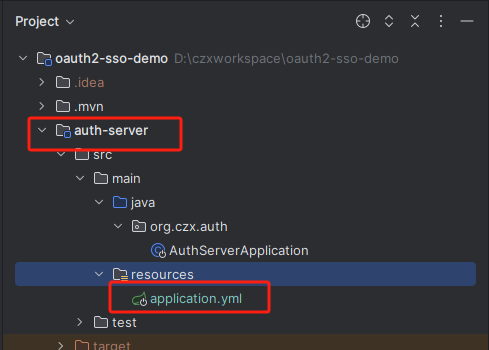 Project
oauth2-sso-demo D:\czxworkspace\oauth2-sso-demo
.idea
.mvn
auth-server
src
main
java
org.czx.auth
AuthServerApplication
resources
application.yml
test
target